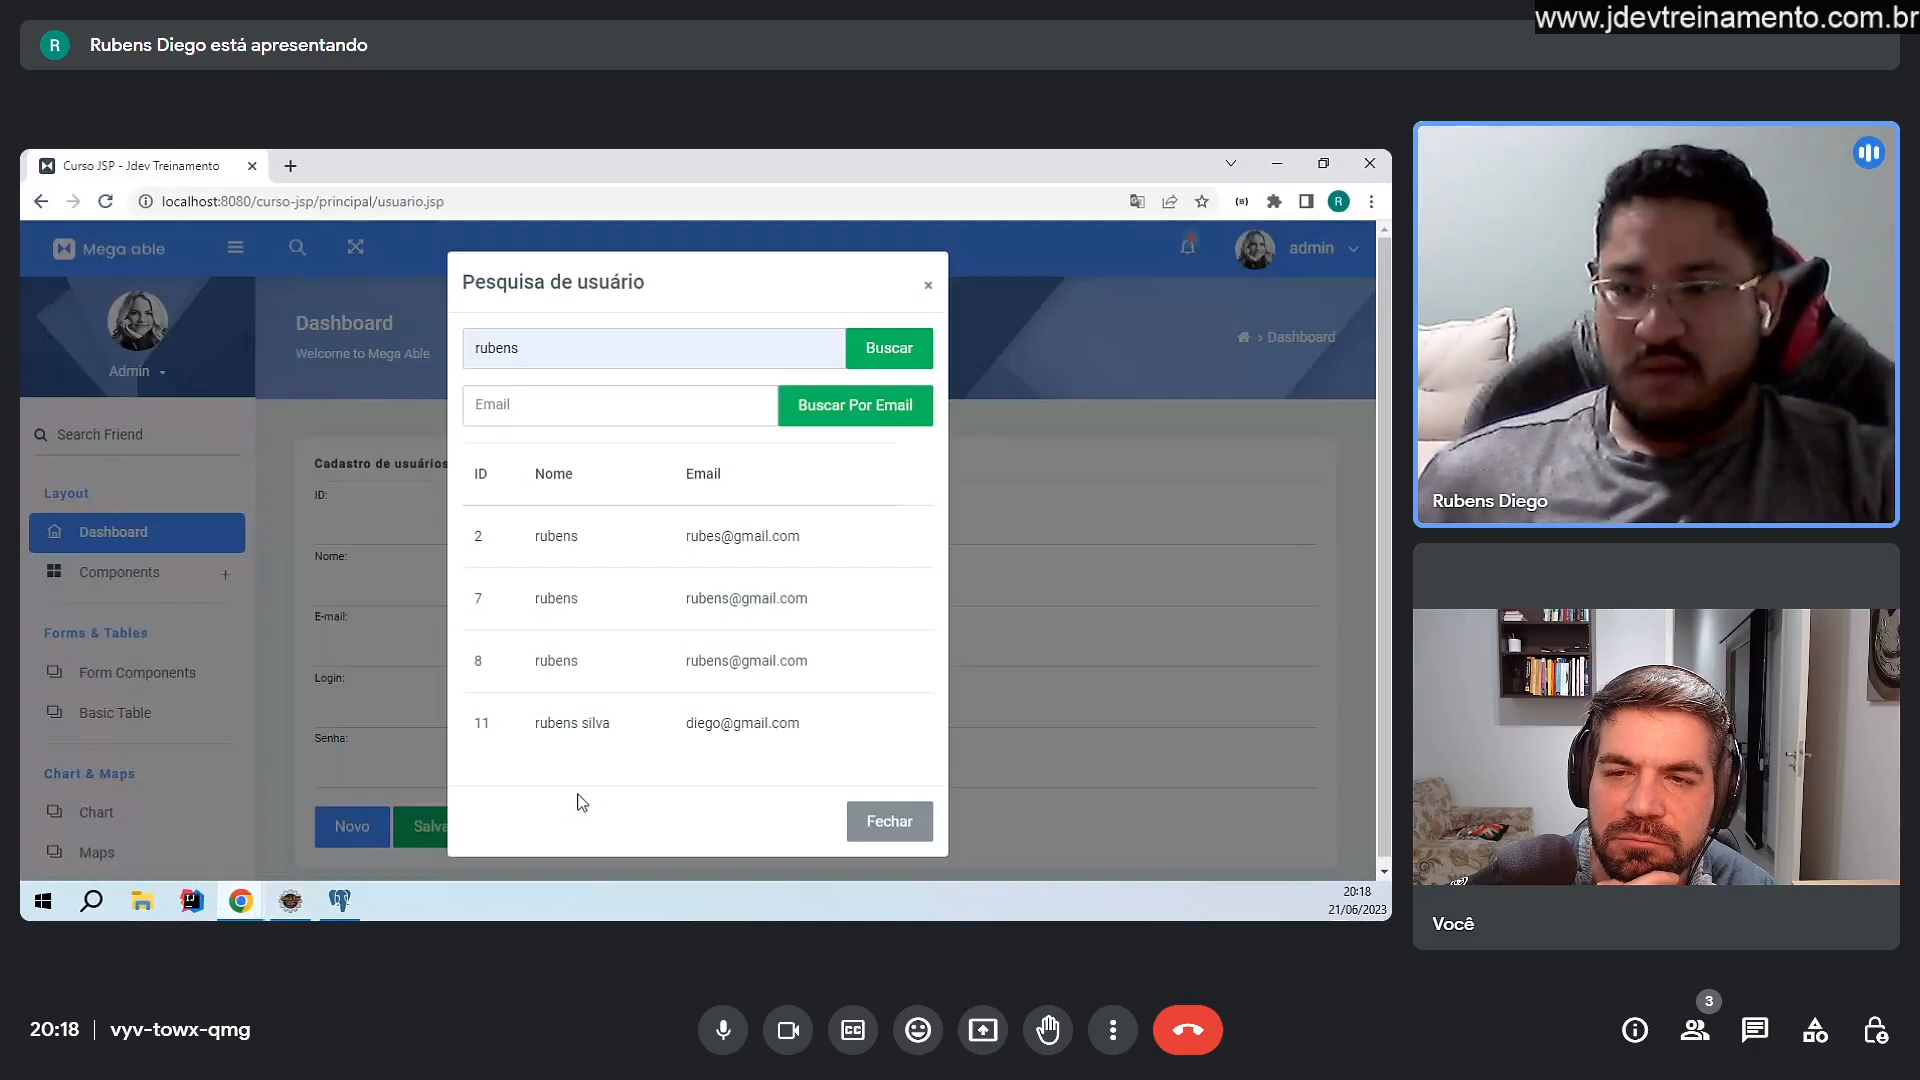 www.jdevtreinamento.com.br
R Rubens Diego está apresentando
Curso JSP - Jdev Treinamento
localhost:8080/curso-jsp/principal/usuario.jsp
R
Mega able
admin
Admin
Dashboard
Welcome to Mega Able
Dashboard
Search Friend
Layout
Dashboard
Components
Forms & Tables
Form Components
Basic Table
Chart & Maps
Chart
Maps
Cadastro de usuários
ID:
Nome:
E-mail:
Login:
Senha:
Novo
Salva
Pesquisa de usuário
×
rubens Buscar
Email Buscar Por Email
ID Nome Email
2 rubens rubes@gmail.com
7 rubens rubens@gmail.com
8 rubens rubens@gmail.com
11 rubens silva diego@gmail.com
Fechar
20:18
21/06/2023
Rubens Diego
Você
20:18 | vyv-towx-qmg
CC
3